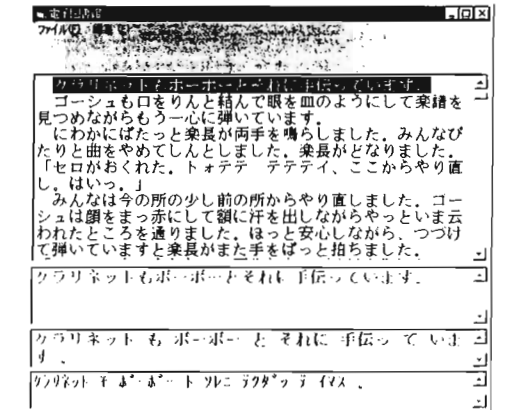 電子図書館
ファイル(F) 編集(E)
クラリネットもボーボーとそれに手伝っています。
ゴーシュも口をりんと結んで眼を皿のようにして楽譜を
見つめながらもう一心に弾いています。
にわかにぱたっと楽長が両手を鳴らしました。みんなぴ
たりと曲をやめてしんとしました。楽長がどなりました。
「セロがおくれた。トォテテ テテテイ、ここからやり直
し。はいっ。」
みんなは今の所の少し前の所からやり直しました。ゴー
シュは顔をまっ赤にして額に汗を出しながらやっといま云
われたところを通りました。ほっと安心しながら、つづけ
て弾いていますと楽長がまた手をぱっと拍ちました。
クラリネットもボーボーとそれに手伝っています。
クラリネット も ボーボー と それに 手伝っ て いま
す 。
クラリネット モ ボーボー ト ソレニ テツダッ テ イマス 。